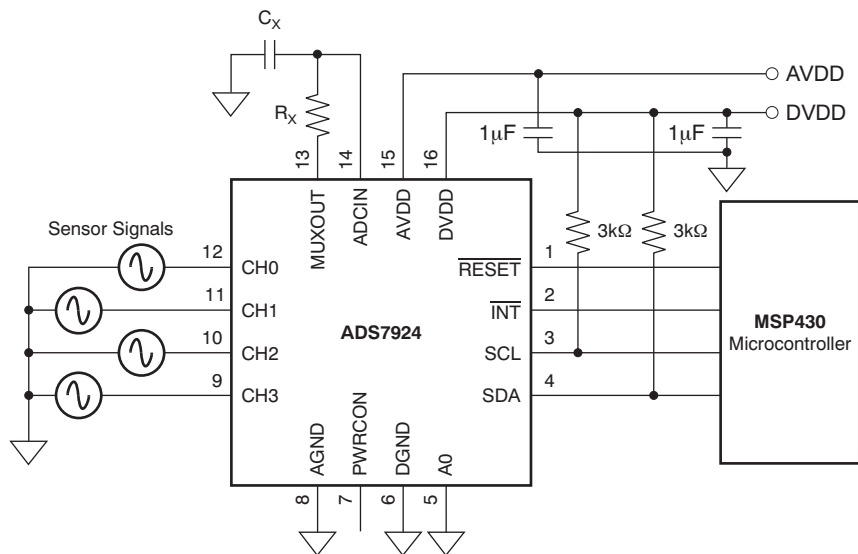 C_X
AVDD
DVDD
R_X
1μF
1μF
13
14
15
16
MUXOUT
ADCIN
AVDD
DVDD
3kΩ
3kΩ
Sensor Signals
12
CH0
RESET
1
11
CH1
INT
2
10
CH2
SCL
3
9
CH3
SDA
4
ADS7924
MSP430
Microcontroller
AGND
PWRCON
DGND
A0
8
7
6
5